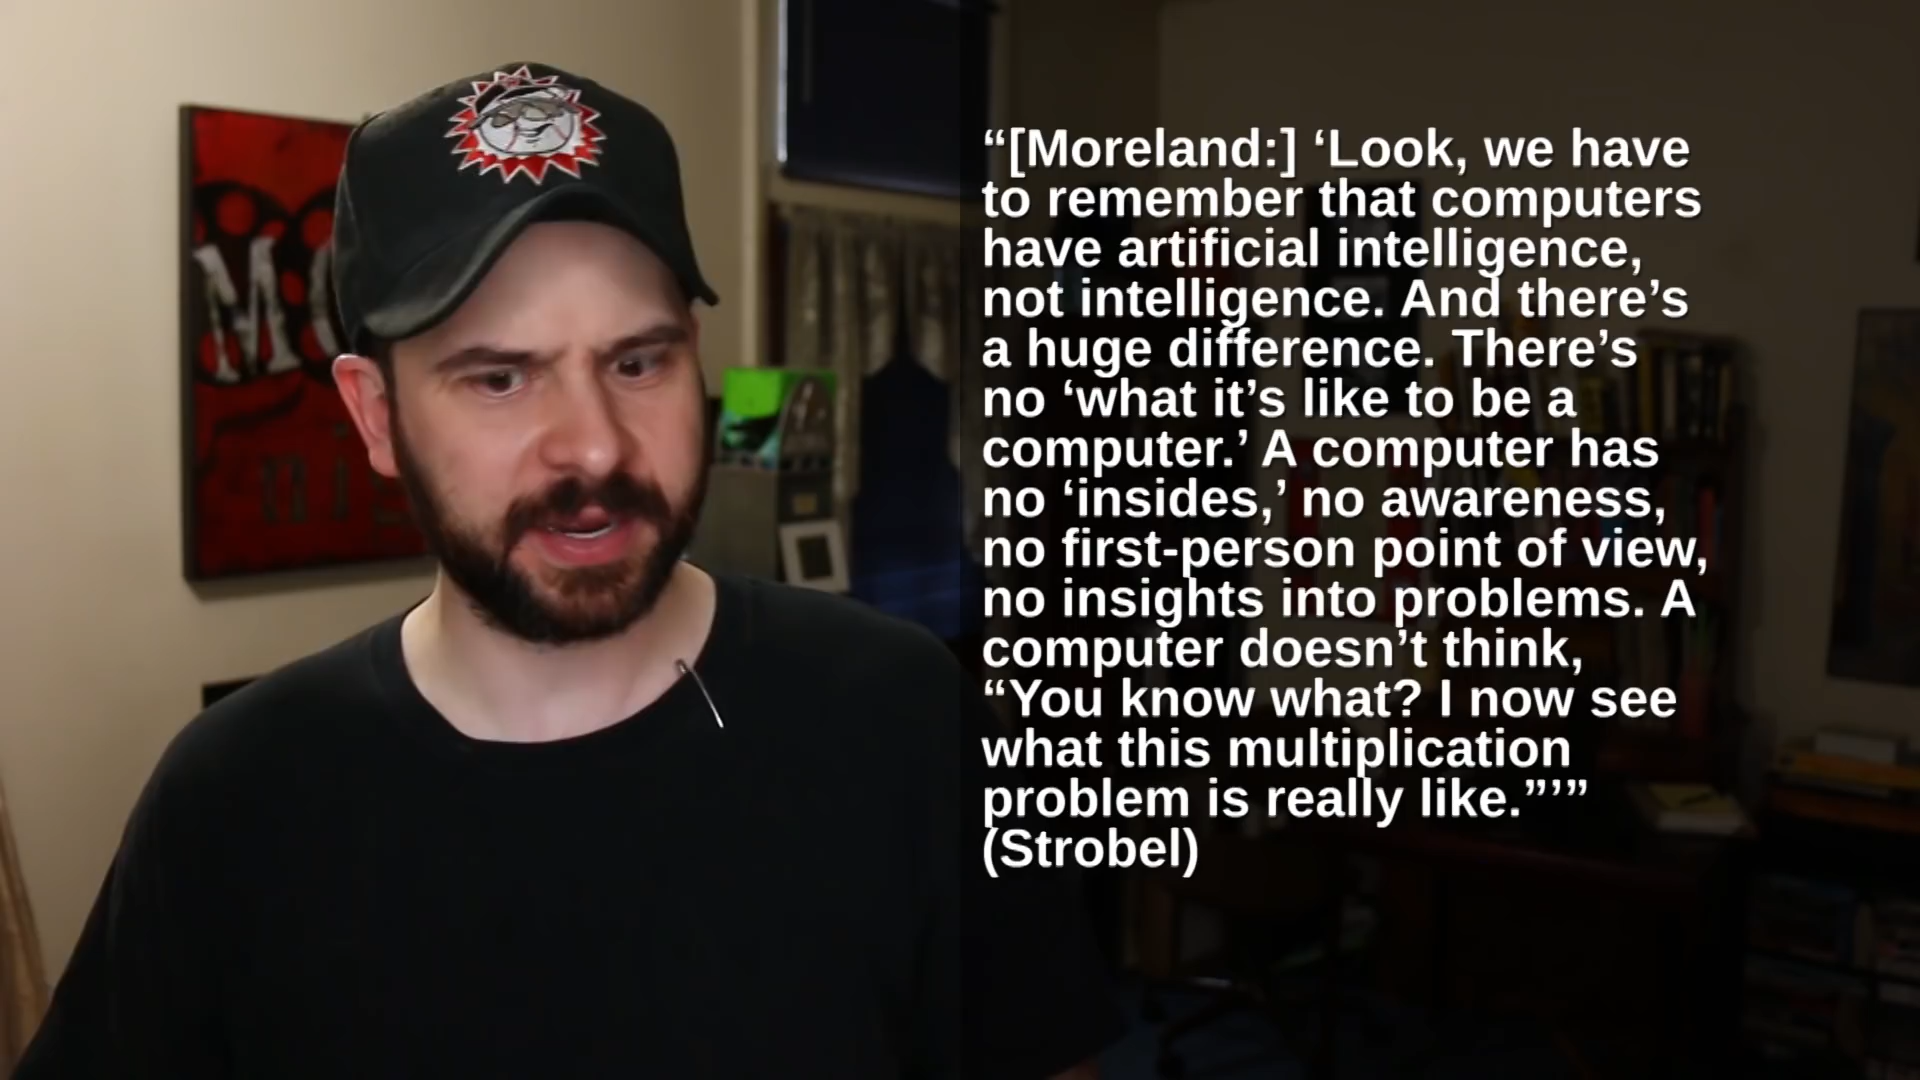 MO
nig
“[Moreland:] ‘Look, we have
to remember that computers
have artificial intelligence,
not intelligence. And there’s
a huge difference. There’s
no ‘what it’s like to be a
computer.’ A computer has
no ‘insides,’ no awareness,
no first-person point of view,
no insights into problems. A
computer doesn’t think,
“You know what? I now see
what this multiplication
problem is really like.”’”
(Strobel)